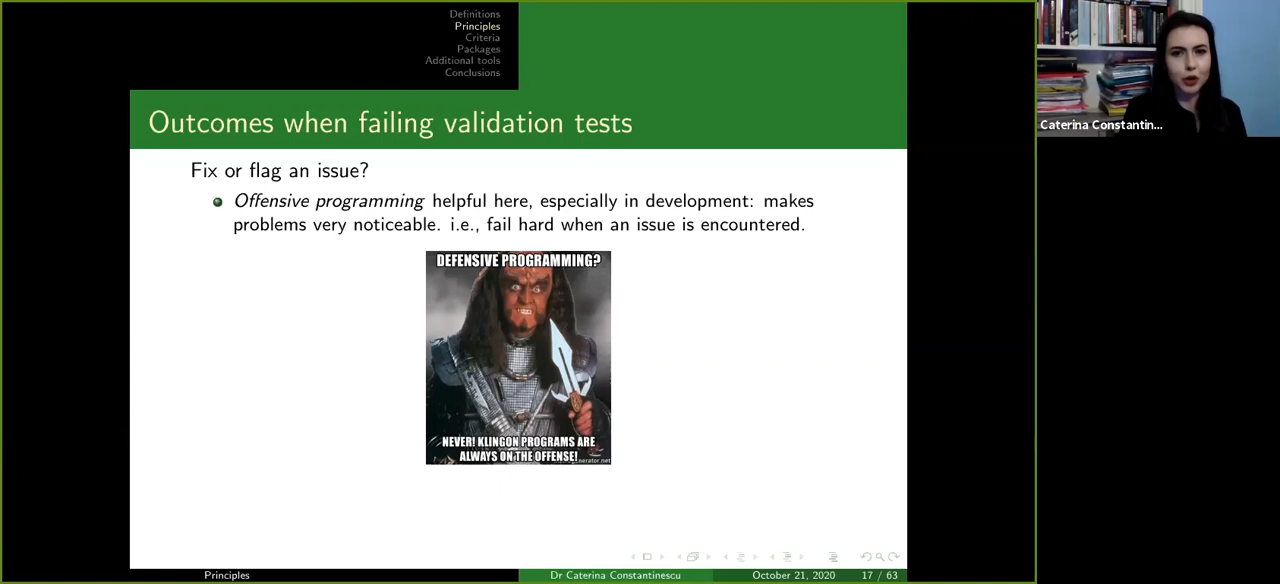 Definitions
Principles
Criteria
Packages
Additional tools
Conclusions
Outcomes when failing validation tests
Fix or flag an issue?
Offensive programming helpful here, especially in development: makes
problems very noticeable. i.e., fail hard when an issue is encountered.
DEFENSIVE PROGRAMMING?
NEVER! KLINGON PROGRAMS ARE
ALWAYS ON THE OFFENSE!
Principles
Dr Caterina Constantinescu
October 21, 2020
17 / 63
Caterina Constantin...